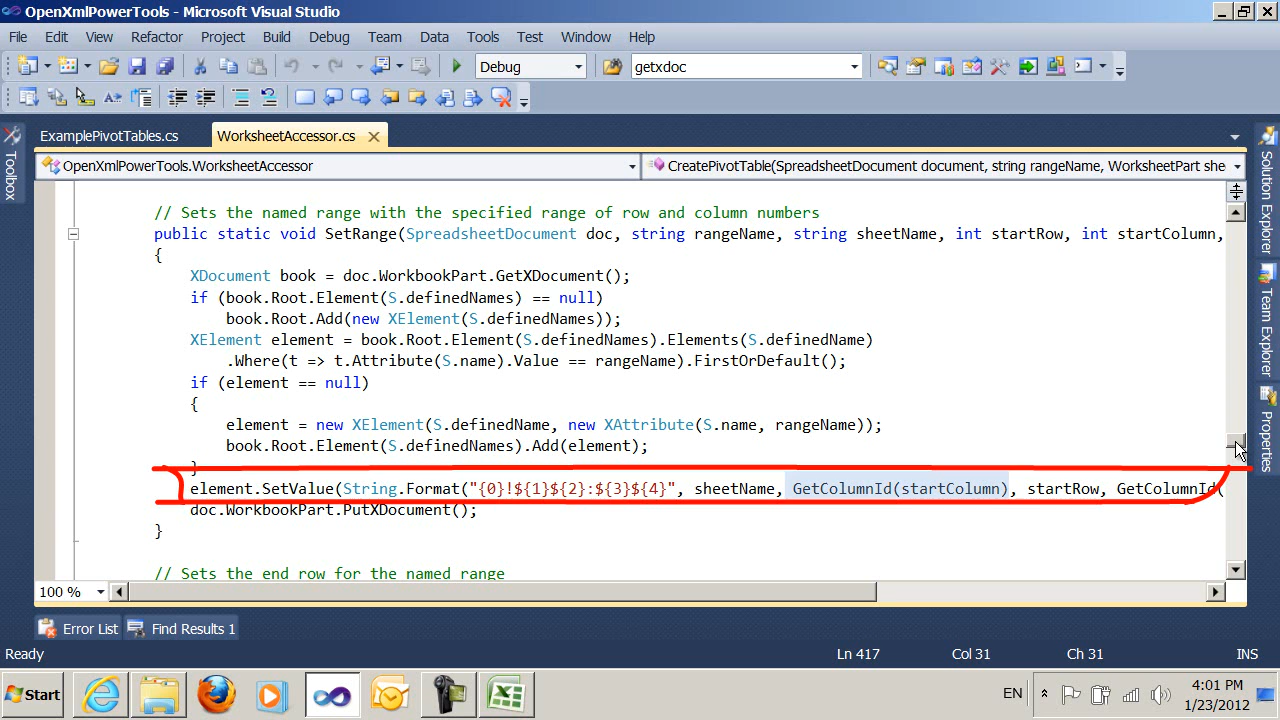 OpenXmlPowerTools - Microsoft Visual Studio
File Edit View Refactor Project Build Debug Team Data Tools Test Window Help
Debug getxdoc
ExamplePivotTables.cs WorksheetAccessor.cs
OpenXmlPowerTools.WorksheetAccessor CreatePivotTable(SpreadsheetDocument document, string rangeName, WorksheetPart she
Toolbox
Solution Explorer
Team Explorer
Properties
// Sets the named range with the specified range of row and column numbers
public static void SetRange(SpreadsheetDocument doc, string rangeName, string sheetName, int startRow, int startColumn,
{
XDocument book = doc.WorkbookPart.GetXDocument();
if (book.Root.Element(S.definedNames) == null)
book.Root.Add(new XElement(S.definedNames));
XElement element = book.Root.Element(S.definedNames).Elements(S.definedName)
.Where(t => t.Attribute(S.name).Value == rangeName).FirstOrDefault();
if (element == null)
{
element = new XElement(S.definedName, new XAttribute(S.name, rangeName));
book.Root.Element(S.definedNames).Add(element);
}
element.SetValue(String.Format("{0}!${1}${2}:${3}${4}", sheetName, GetColumnId(startColumn), startRow, GetColumnId(
doc.WorkbookPart.PutXDocument();
}
// Sets the end row for the named range
100 %
Error List Find Results 1
Ready Ln 417 Col 31 Ch 31 INS
Start EN 4:01 PM
1/23/2012